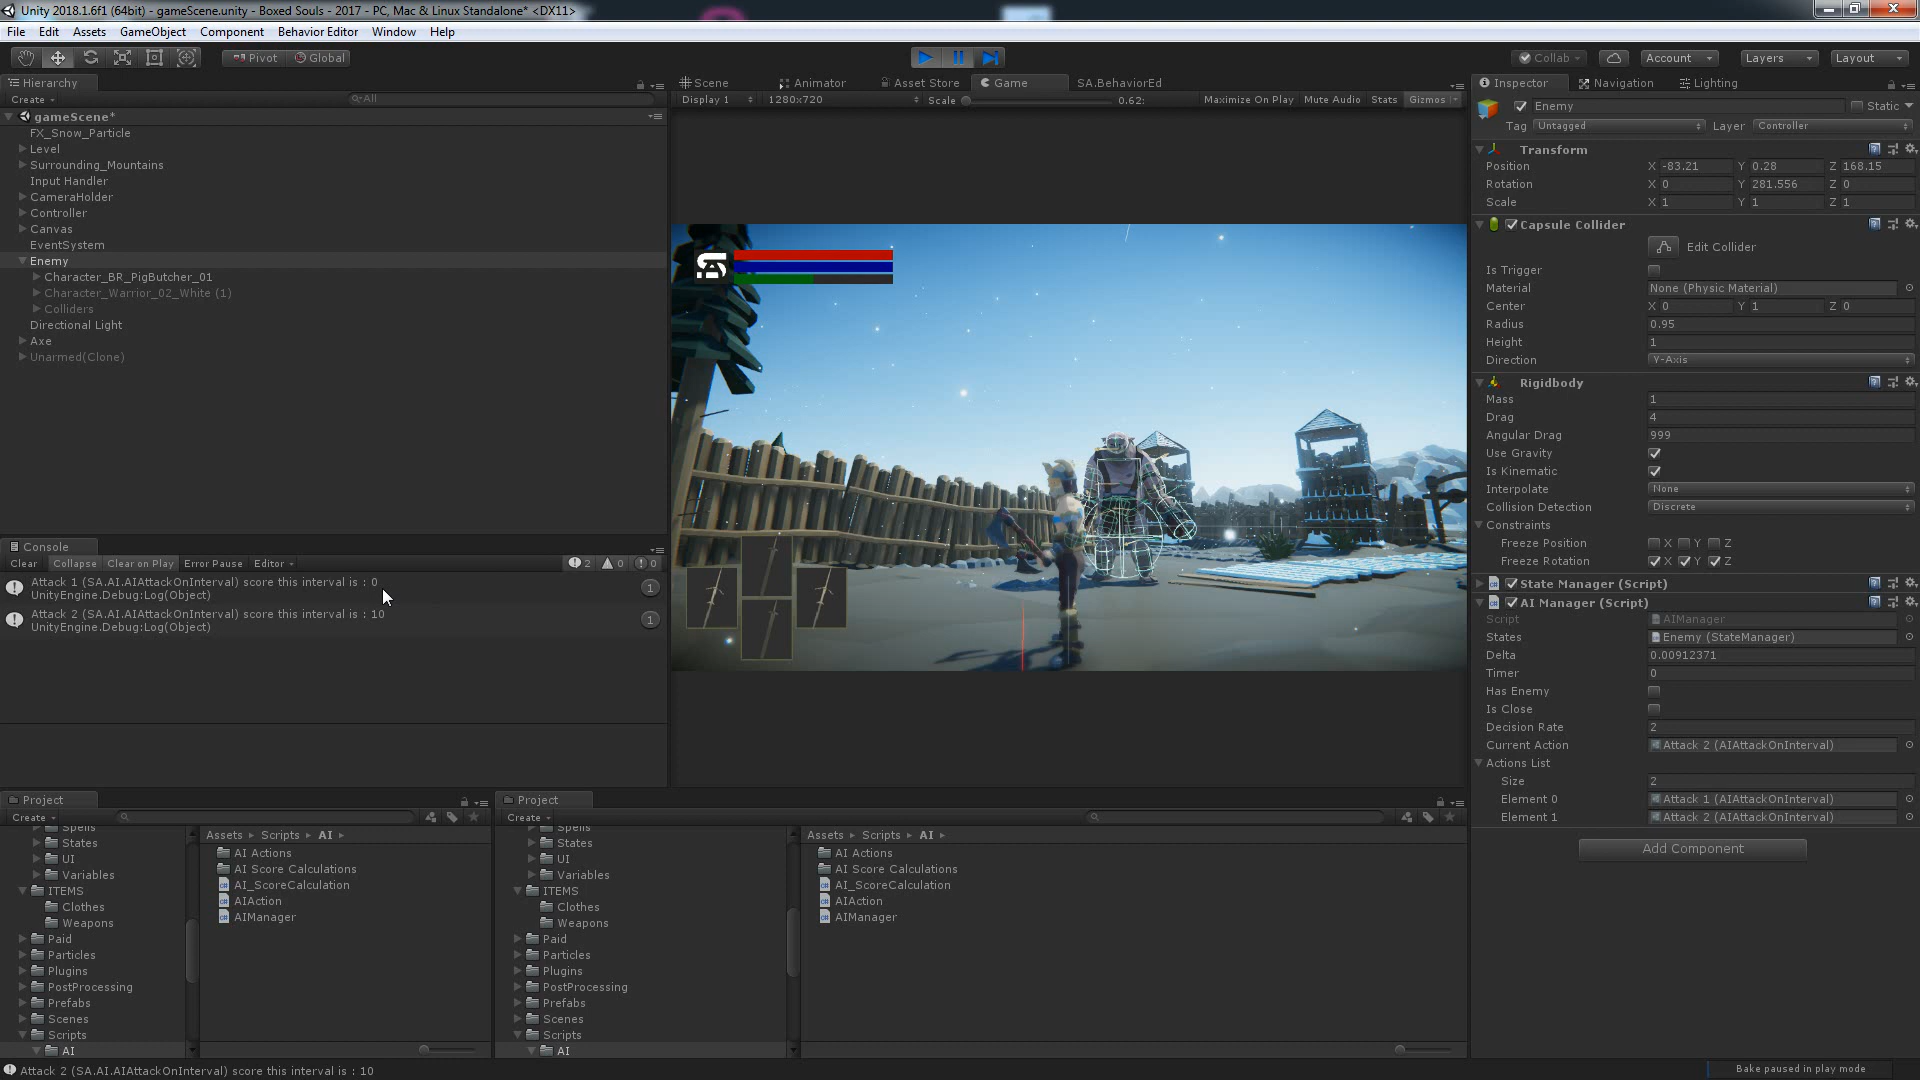 Unity 2018.1.6f1 (64bit) - gameScene.unity - Boxed Souls - 2017 - PC, Mac & Linux Standalone* <DX11>
File Edit Assets GameObject Component Behavior Editor Window Help
Pivot Global
Collab Account Layers Layout
Hierarchy
Create All
gameScene*
FX_Snow_Particle
Level
Surrounding_Mountains
Input Handler
CameraHolder
Controller
Canvas
EventSystem
Enemy
Character_BR_PigButcher_01
Character_Warrior_02_White (1)
Colliders
Directional Light
Axe
Unarmed(Clone)
Scene Animator Asset Store Game SA.BehaviorEd
Display 1 1280x720 Scale 0.62: Maximize On Play Mute Audio Stats Gizmos
Console
Clear Collapse Clear on Play Error Pause Editor 2 0 0
Attack 1 (SA.AI.AIAttackOnInterval) score this interval is : 0
UnityEngine.Debug:Log(Object)
1
Attack 2 (SA.AI.AIAttackOnInterval) score this interval is : 10
UnityEngine.Debug:Log(Object)
1
Project
Create
Spells
States
UI
Variables
ITEMS
Clothes
Weapons
Paid
Particles
Plugins
PostProcessing
Prefabs
Scenes
Scripts
AI
Assets Scripts AI
AI Actions
AI Score Calculations
AI_ScoreCalculation
AIAction
AIManager
Project
Create
Spells
States
UI
Variables
ITEMS
Clothes
Weapons
Paid
Particles
Plugins
PostProcessing
Prefabs
Scenes
Scripts
AI
Assets Scripts AI
AI Actions
AI Score Calculations
AI_ScoreCalculation
AIAction
AIManager
Inspector Navigation Lighting
Enemy Static
Tag Untagged Layer Controller
Transform
Position X -83.21 Y 0.28 Z 168.15
Rotation X 0 Y 281.556 Z 0
Scale X 1 Y 1 Z 1
Capsule Collider
Edit Collider
Is Trigger
Material None (Physic Material)
Center X 0 Y 1 Z 0
Radius 0.95
Height 1
Direction Y-Axis
Rigidbody
Mass 1
Drag 4
Angular Drag 999
Use Gravity
Is Kinematic
Interpolate None
Collision Detection Discrete
Constraints
Freeze Position X Y Z
Freeze Rotation X Y Z
State Manager (Script)
AI Manager (Script)
Script AIManager
States Enemy (StateManager)
Delta 0.00912371
Timer 0
Has Enemy
Is Close
Decision Rate 2
Current Action Attack 2 (AIAttackOnInterval)
Actions List
Size 2
Element 0 Attack 1 (AIAttackOnInterval)
Element 1 Attack 2 (AIAttackOnInterval)
Add Component
Attack 2 (SA.AI.AIAttackOnInterval) score this interval is : 10
Bake paused in play mode